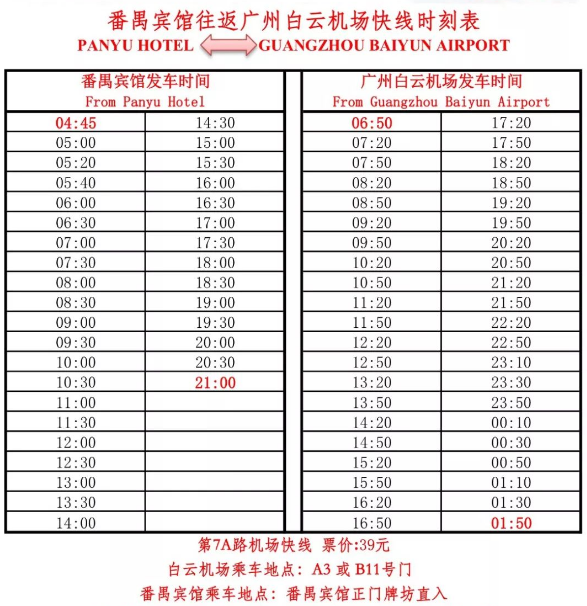 番禺宾馆往返广州白云机场快线时刻表
PANYU HOTEL GUANGZHOU BAIYUN AIRPORT
番禺宾馆发车时间 广州白云机场发车时间
From Panyu Hotel From Guangzhou Baiyun Airport
04:45 14:30 06:50 17:20
05:00 15:00 07:20 17:50
05:20 15:30 07:50 18:20
05:40 16:00 08:20 18:50
06:00 16:30 08:50 19:20
06:30 17:00 09:20 19:50
07:00 17:30 09:50 20:20
07:30 18:00 10:20 20:50
08:00 18:30 10:50 21:20
08:30 19:00 11:20 21:50
09:00 19:30 11:50 22:20
09:30 20:00 12:20 22:50
10:00 20:30 12:50 23:10
10:30 21:00 13:20 23:30
11:00 13:50 23:50
11:30 14:20 00:10
12:00 14:50 00:30
12:30 15:20 00:50
13:00 15:50 01:10
13:30 16:20 01:30
14:00 16:50 01:50
第7A路机场快线 票价:39元
白云机场乘车地点: A3 或 B11号门
番禺宾馆乘车地点: 番禺宾馆正门牌坊直入